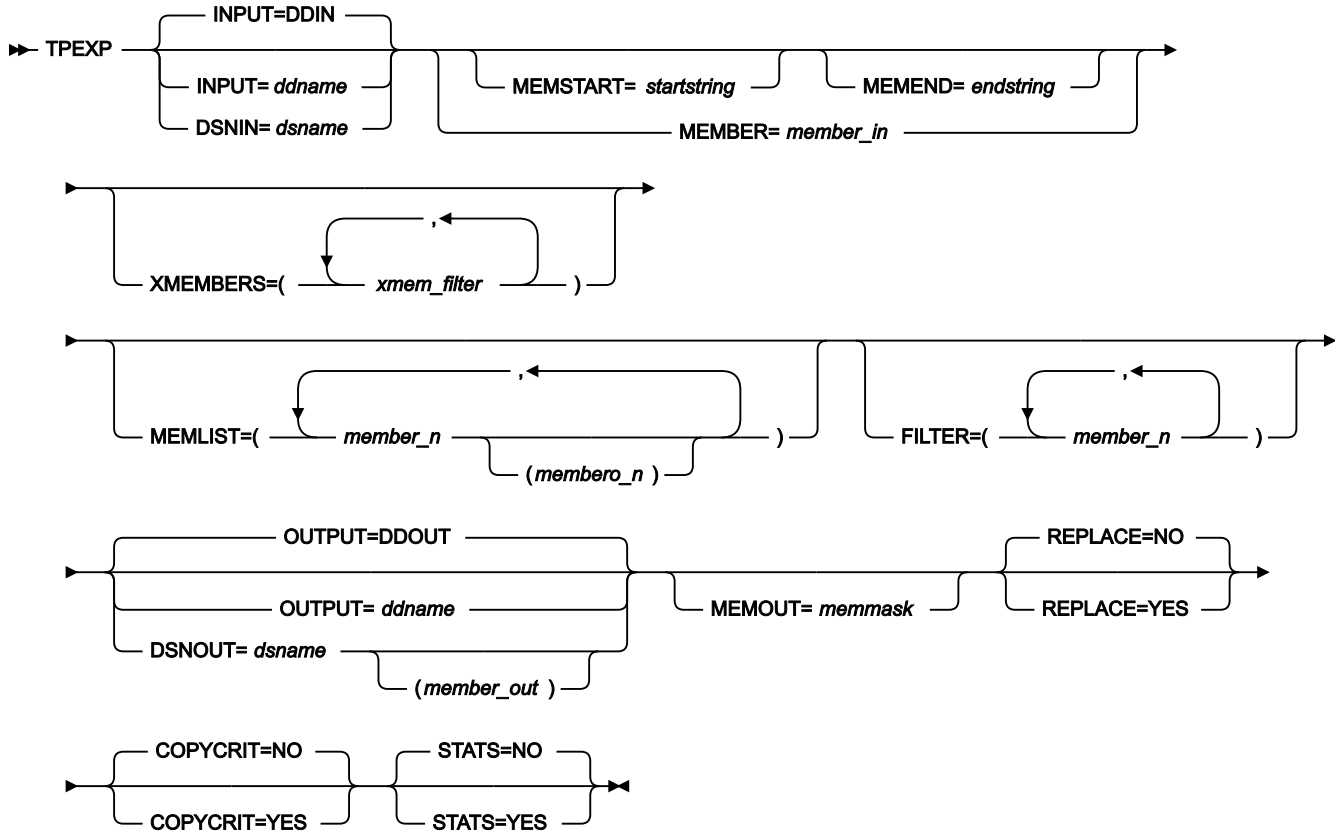 INPUT=DDIN
TPEXP
INPUT= ddname
DSNIN= dsname
MEMSTART= startstring
MEMEND= endstring
MEMBER= member_in
,
XMEMBERS=( xmem_filter )
,
MEMLIST=( member_n (membero_n ) )
,
FILTER=( member_n )
OUTPUT=DDOUT
OUTPUT= ddname
DSNOUT= dsname
(member_out )
MEMOUT= memmask
REPLACE=NO
REPLACE=YES
COPYCRIT=NO
COPYCRIT=YES
STATS=NO
STATS=YES